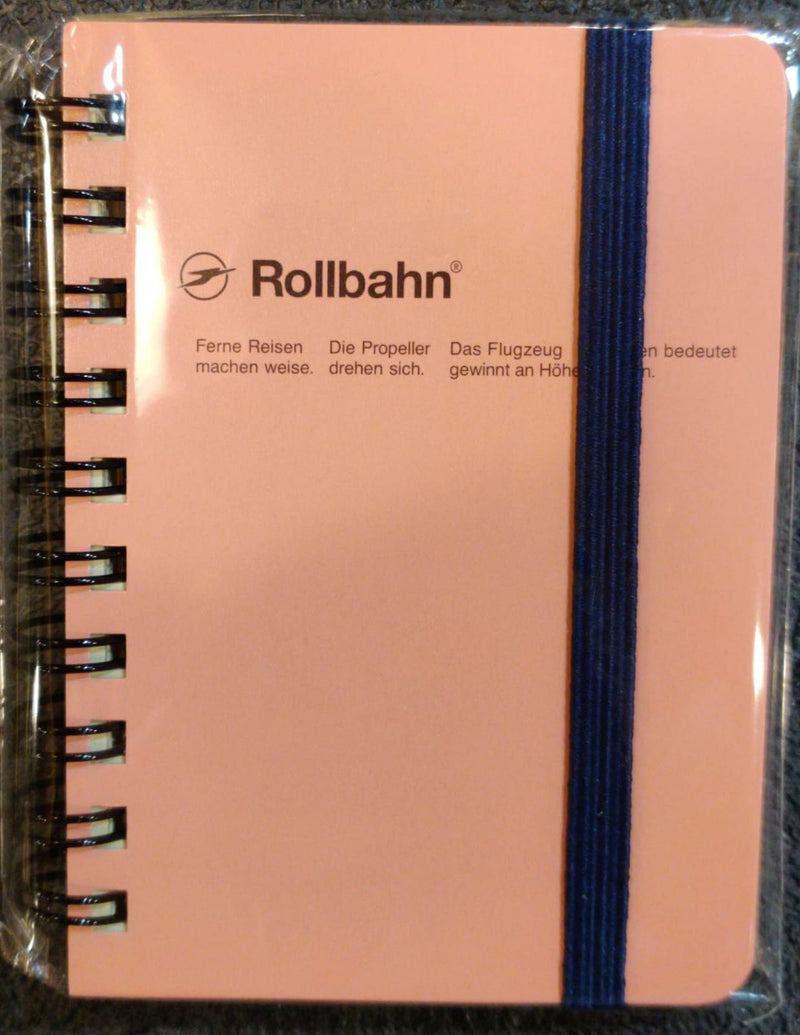 Rollbahn®
Ferne Reisen
machen weise.
Die Propeller
drehen sich.
Das Flugzeug
gewinnt an Höhe
bedeutet